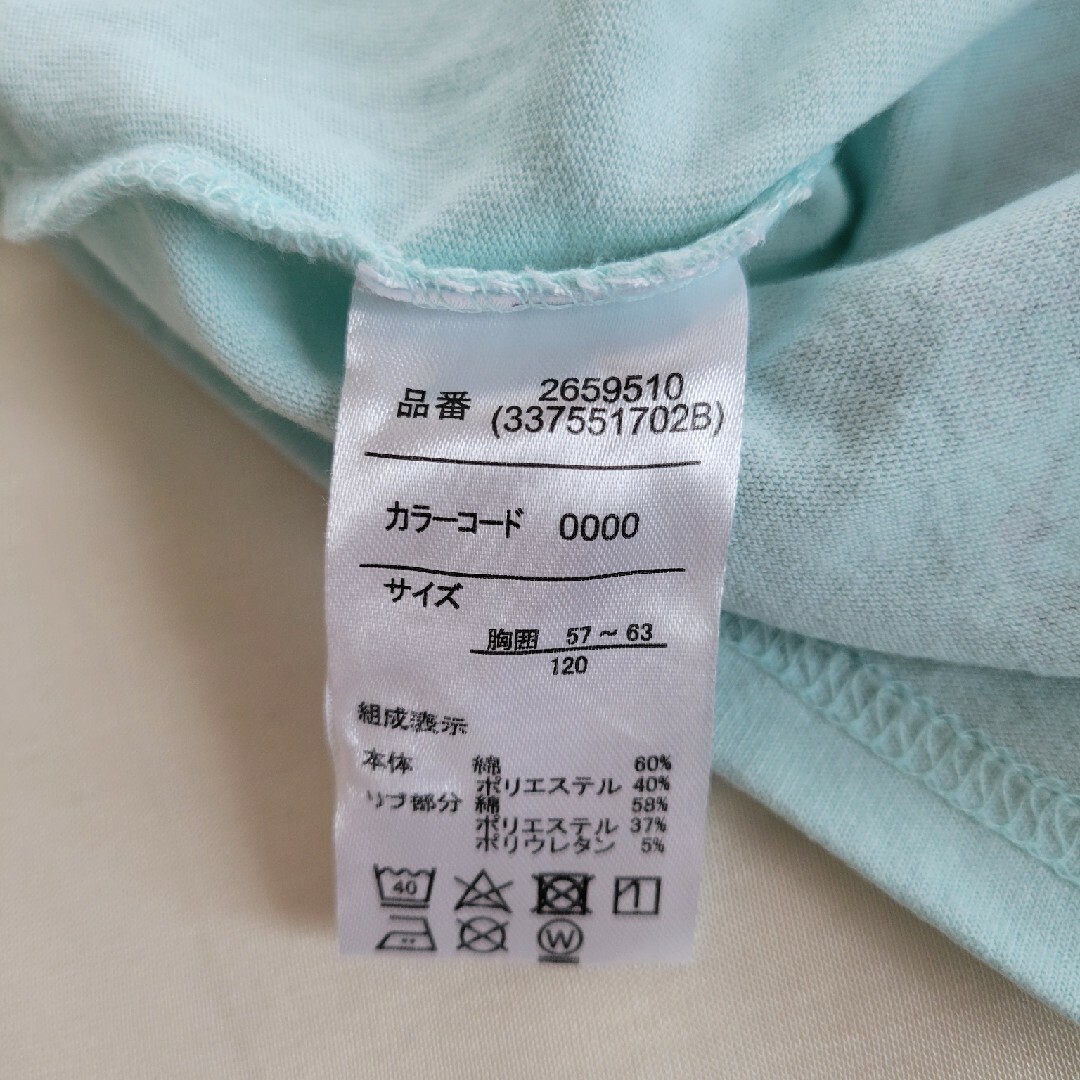 品番 2659510
(337551702B)
カラーコード 0000
サイズ
胸囲 57~63
120
組成表示
本体 綿 60%
ポリエステル 40%
リブ部分 綿 58%
ポリエステル 37%
ポリウレタン 5%
40
W